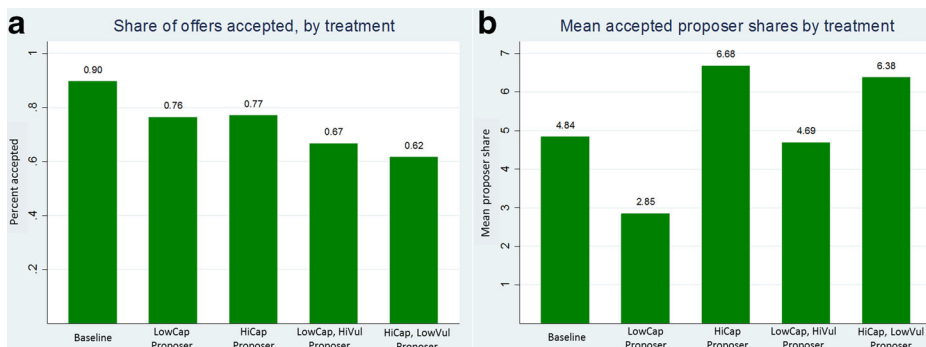 a
Share of offers accepted, by treatment
Percent accepted
1
.8
.6
.4
.2
0.90
0.76
0.77
0.67
0.62
Baseline
LowCap
Proposer
HiCap
Proposer
LowCap, HiVul
Proposer
HiCap, LowVul
Proposer
b
Mean accepted proposer shares by treatment
Mean proposer share
7
6
5
4
3
2
1
4.84
2.85
6.68
4.69
6.38
Baseline
LowCap
Proposer
HiCap
Proposer
LowCap, HiVul
Proposer
HiCap, LowVul
Proposer